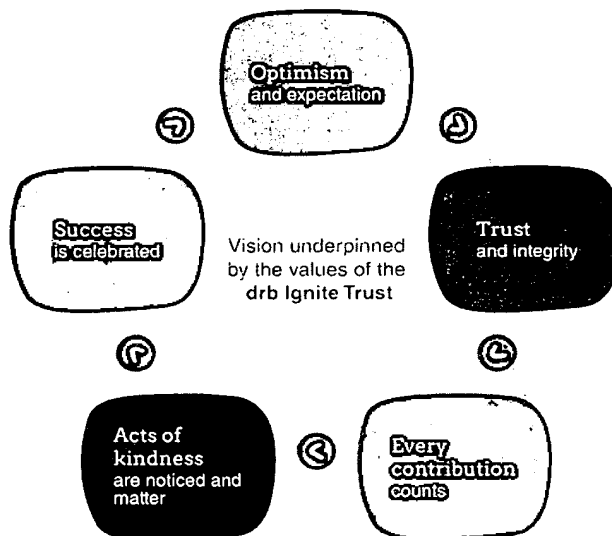 Optimism
and expectation
Trust
and integrity
Every
contribution
counts
Acts of
kindness
are noticed and
matter
Success
is celebrated
Vision underpinned
by the values of the
drb Ignite Trust